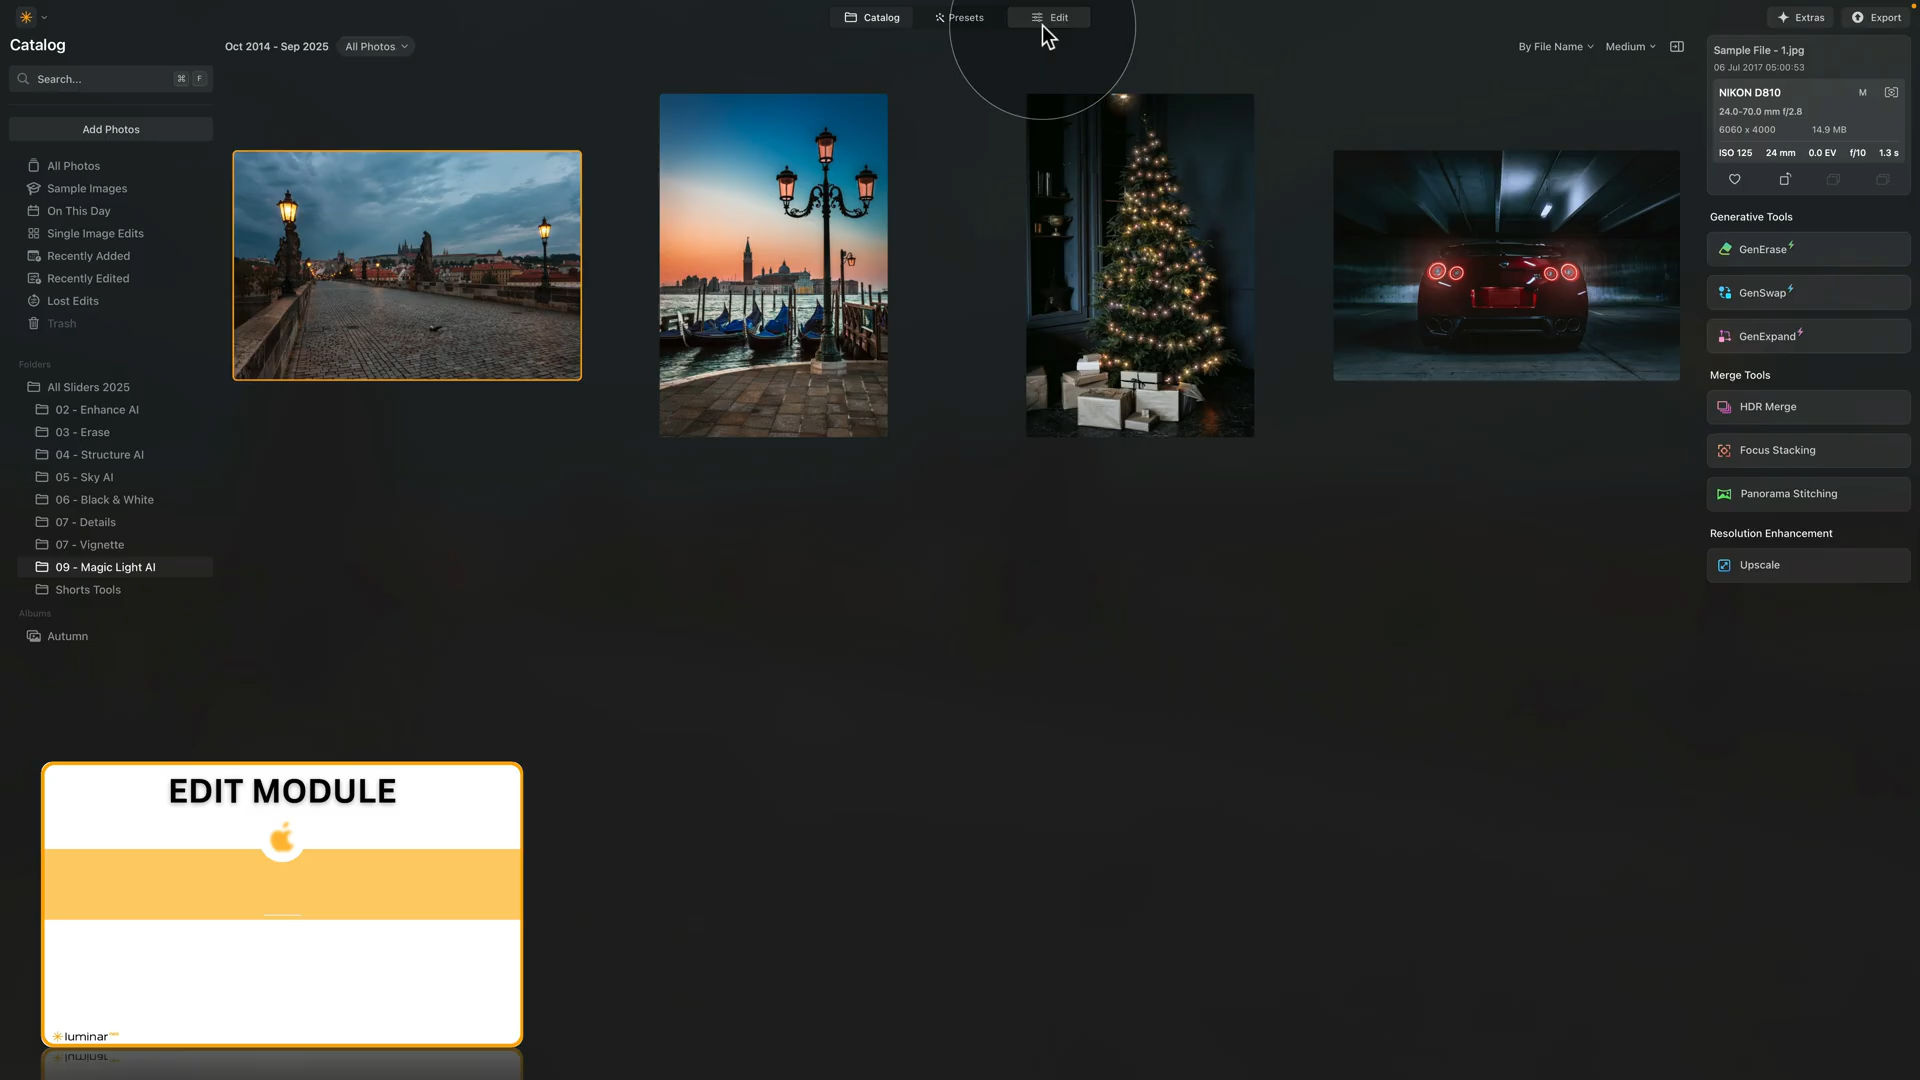 Catalog
Presets
Edit
Extras
Export
Catalog
Oct 2014 - Sep 2025
All Photos
By File Name
Medium
Search...
⌘
F
Add Photos
All Photos
Sample Images
On This Day
Single Image Edits
Recently Added
Recently Edited
Lost Edits
Trash
Folders
All Sliders 2025
02 - Enhance AI
03 - Erase
04 - Structure AI
05 - Sky AI
06 - Black & White
07 - Details
07 - Vignette
09 - Magic Light AI
Shorts Tools
Albums
Autumn
Sample File - 1.jpg
06 Jul 2017 05:00:53
NIKON D810
M
24.0-70.0 mm f/2.8
6060 x 4000 14.9 MB
ISO 125 24 mm 0.0 EV f/10 1.3 s
Generative Tools
GenErase
GenSwap
GenExpand
Merge Tools
HDR Merge
Focus Stacking
Panorama Stitching
Resolution Enhancement
Upscale
EDIT MODULE
luminar neo